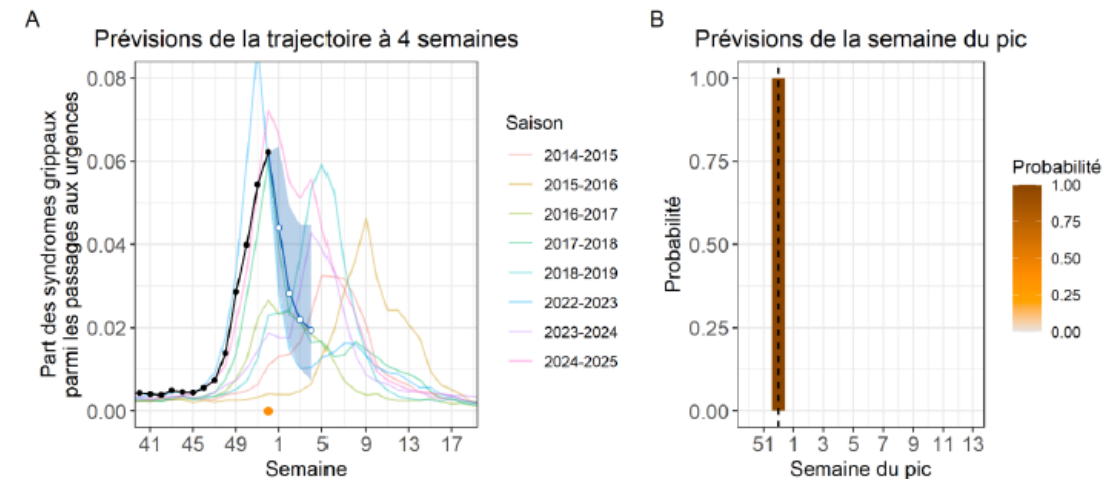 A
Prévisions de la trajectoire à 4 semaines
Part des syndromes grippaux
parmi les passages aux urgences
0.08
0.06
0.04
0.02
0.00
41 45 49 1 5 9 13 17
Semaine
Saison
2014-2015
2015-2016
2016-2017
2017-2018
2018-2019
2022-2023
2023-2024
2024-2025
B
Prévisions de la semaine du pic
Probabilité
1.00
0.75
0.50
0.25
0.00
51 1 3 5 7 9 11 13
Semaine du pic
Probabilité
1.00
0.75
0.50
0.25
0.00